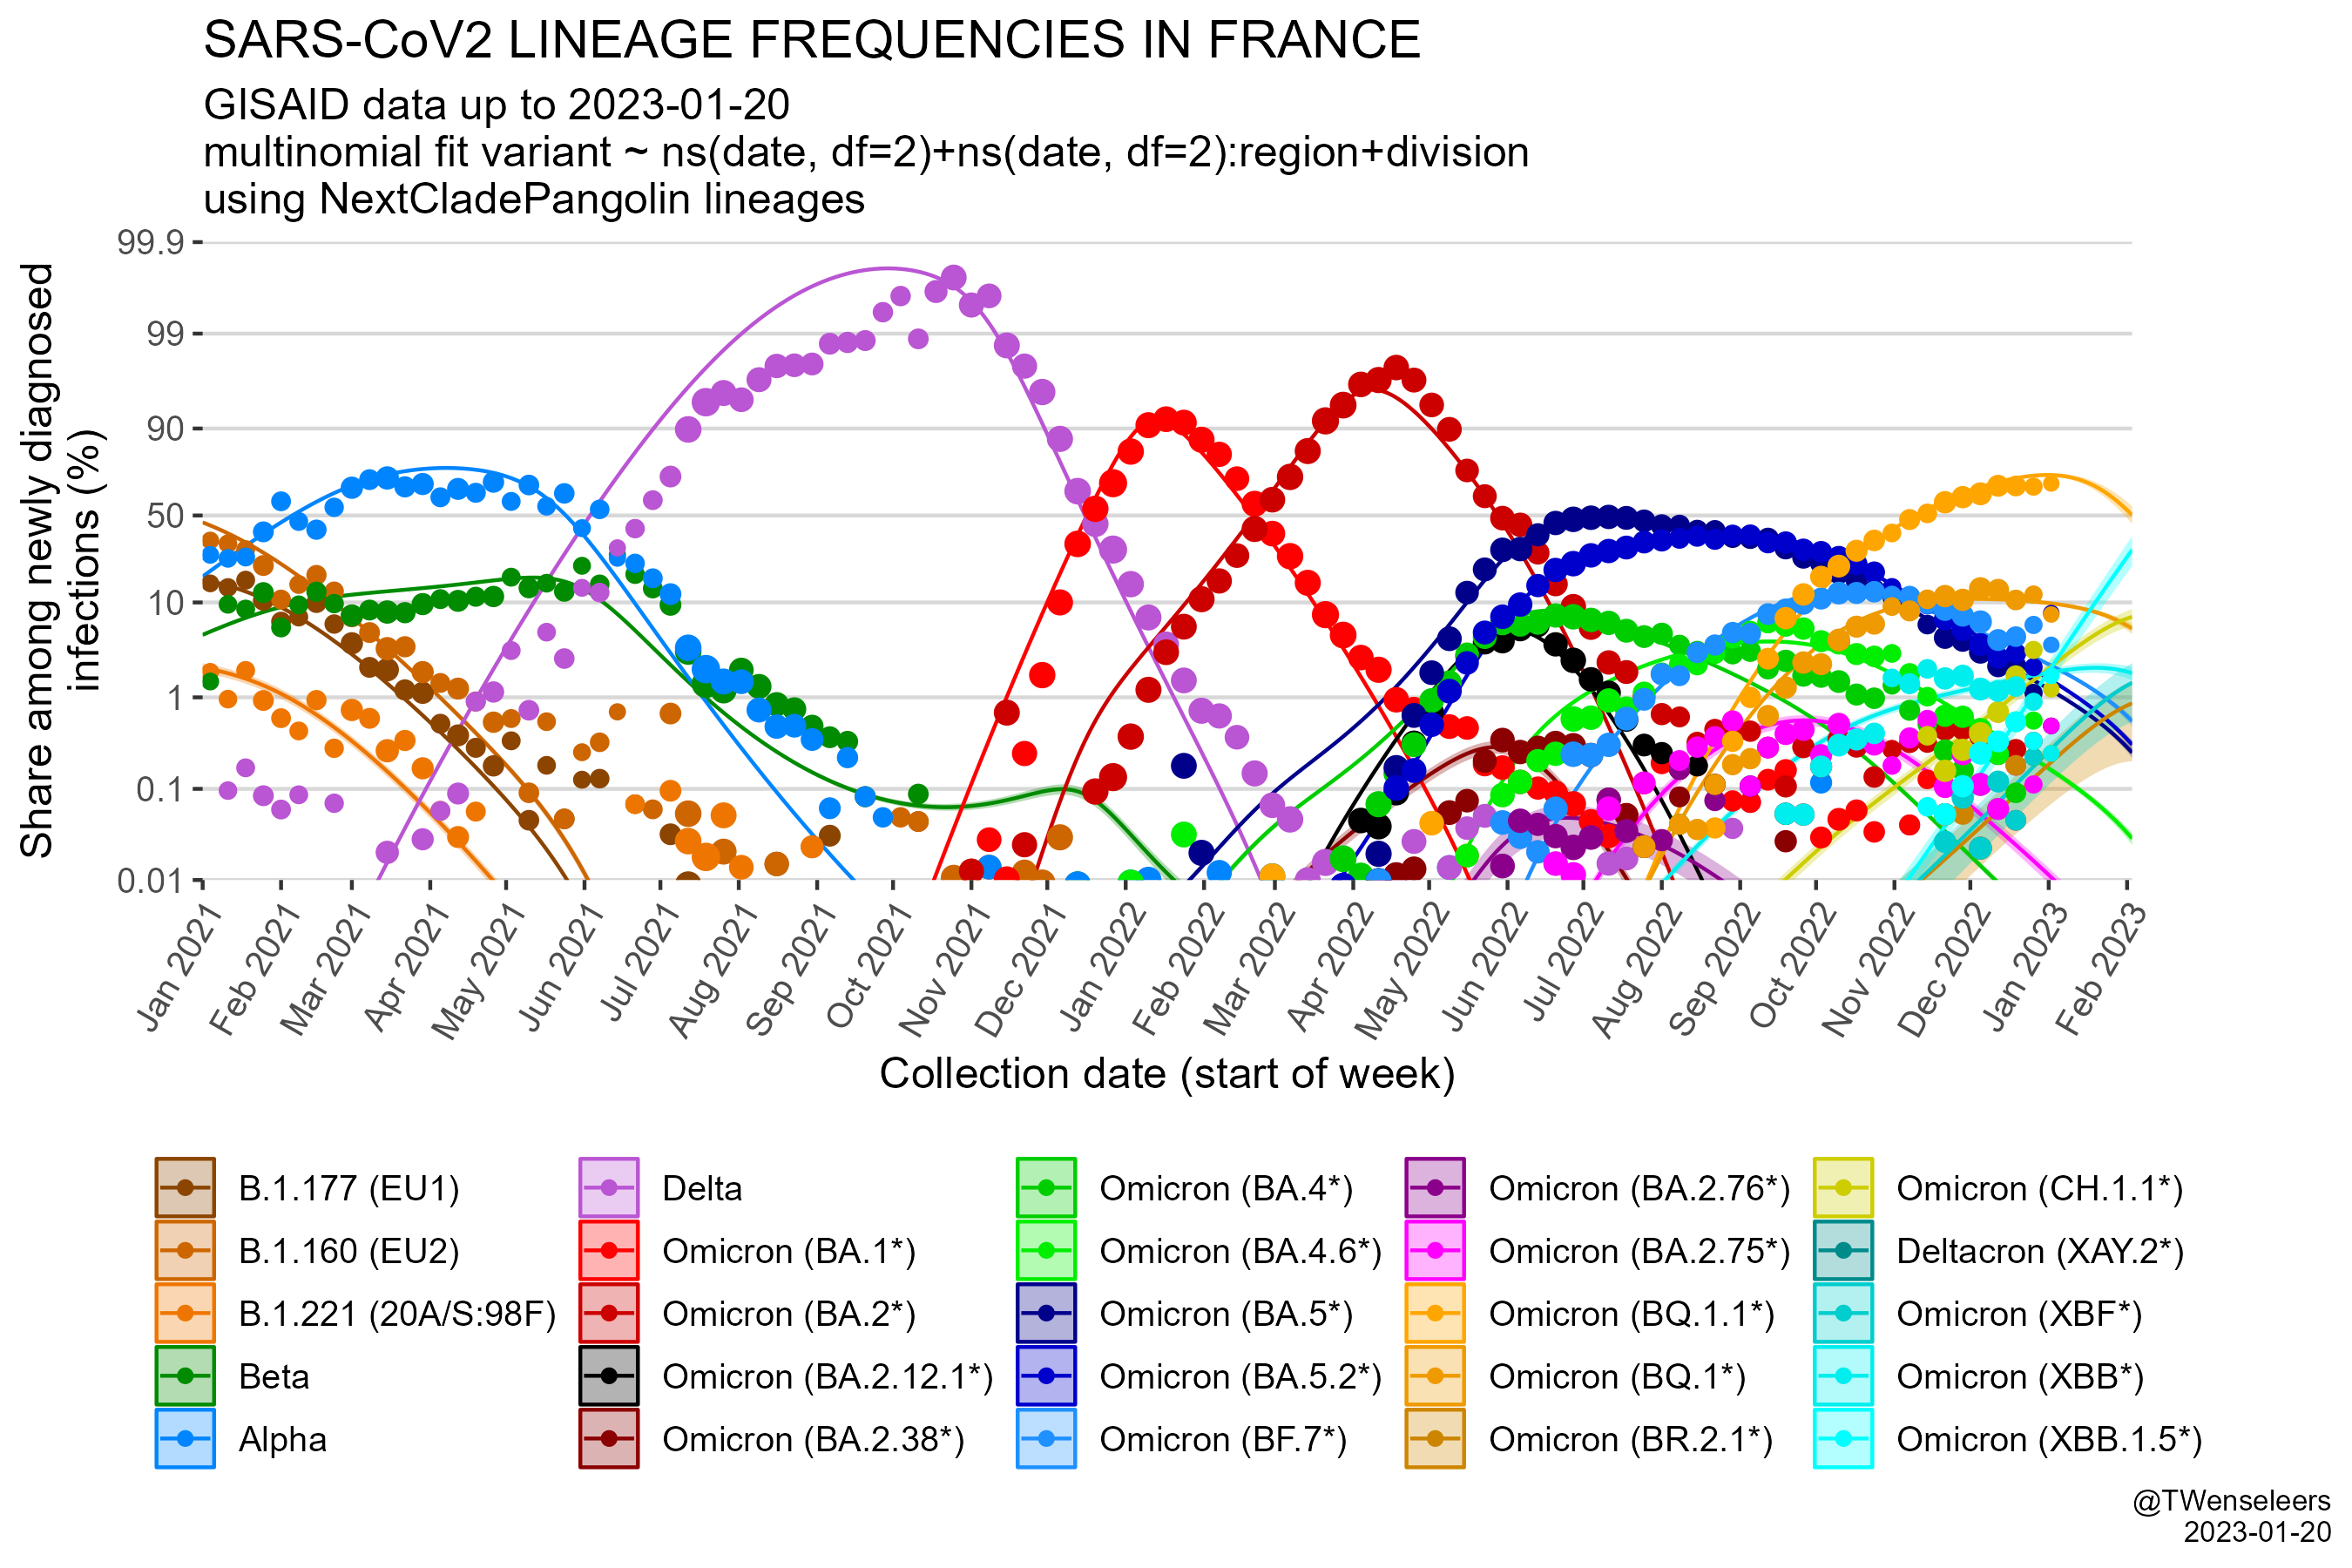 SARS-CoV2 LINEAGE FREQUENCIES IN FRANCE
GISAID data up to 2023-01-20
multinomial fit variant ~ ns(date, df=2)+ns(date, df=2):region+division
using NextCladePangolin lineages
Share among newly diagnosed
infections (%)
99.9
99
90
50
10
1
0.1
0.01
Jan 2021
Feb 2021
Mar 2021
Apr 2021
May 2021
Jun 2021
Jul 2021
Aug 2021
Sep 2021
Oct 2021
Nov 2021
Dec 2021
Jan 2022
Feb 2022
Mar 2022
Apr 2022
May 2022
Jun 2022
Jul 2022
Aug 2022
Sep 2022
Oct 2022
Nov 2022
Dec 2022
Jan 2023
Feb 2023
Collection date (start of week)
B.1.177 (EU1)
B.1.160 (EU2)
B.1.221 (20A/S:98F)
Beta
Alpha
Delta
Omicron (BA.1*)
Omicron (BA.2*)
Omicron (BA.2.12.1*)
Omicron (BA.2.38*)
Omicron (BA.4*)
Omicron (BA.4.6*)
Omicron (BA.5*)
Omicron (BA.5.2*)
Omicron (BF.7*)
Omicron (BA.2.76*)
Omicron (BA.2.75*)
Omicron (BQ.1.1*)
Omicron (BQ.1*)
Omicron (BR.2.1*)
Omicron (CH.1.1*)
Deltacron (XAY.2*)
Omicron (XBF*)
Omicron (XBB*)
Omicron (XBB.1.5*)
@TWenseleers
2023-01-20